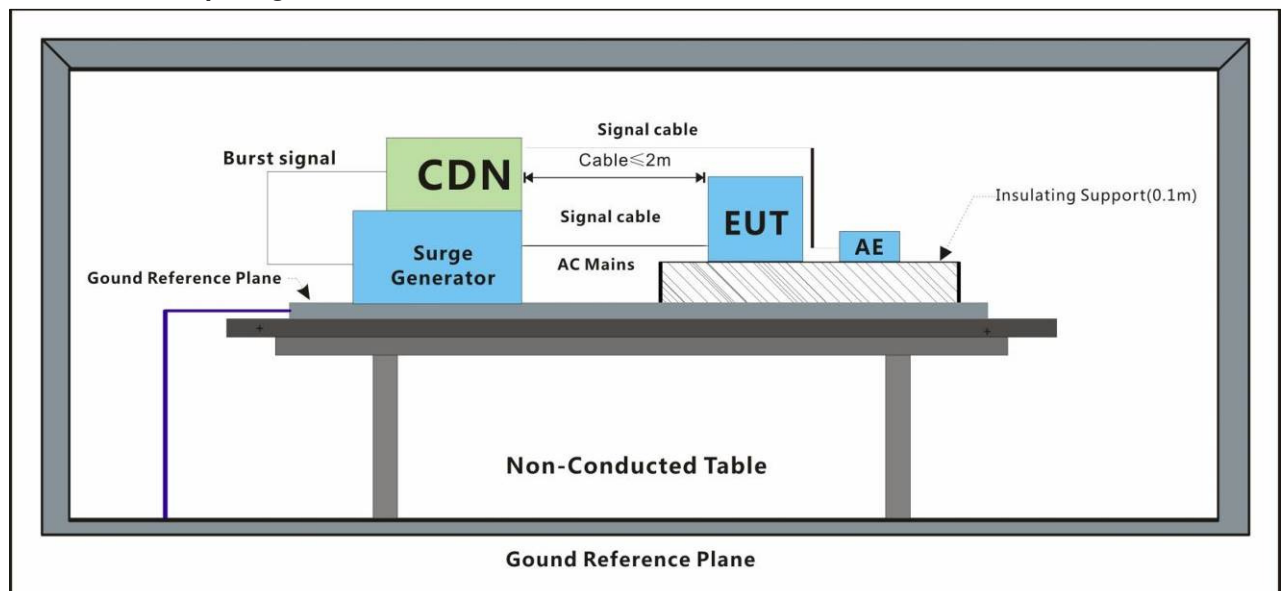 Signal cable
Burst signal
CDN
Cable≤2m
Insulating Support(0.1m)
Signal cable
EUT
Surge
Generator
AE
AC Mains
Gound Reference Plane
Non-Conducted Table
Gound Reference Plane